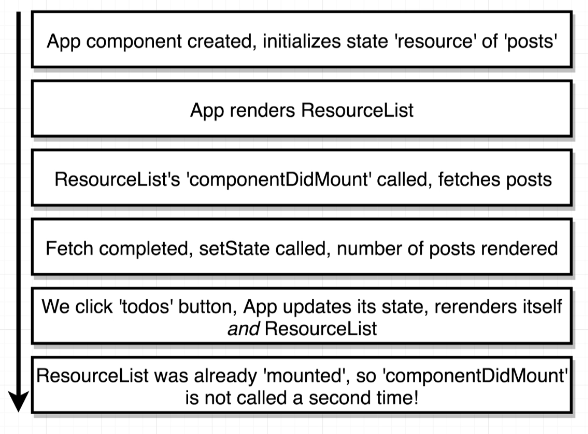 App component created, initializes state 'resource' of 'posts'
App renders ResourceList
ResourceList's 'componentDidMount' called, fetches posts
Fetch completed, setState called, number of posts rendered
We click 'todos' button, App updates its state, rerenders itself
and ResourceList
ResourceList was already 'mounted', so 'componentDidMount'
is not called a second time!